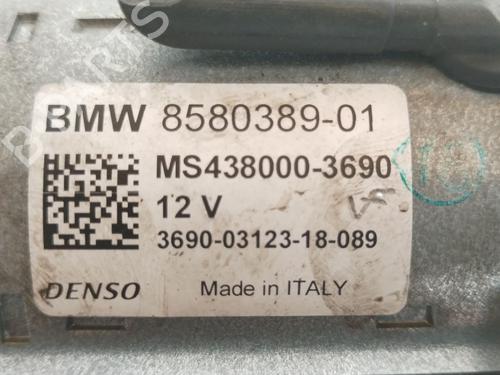 BMW 8580389-01
MS438000-3690
12 V
3690-03123-18-089
DENSO Made in ITALY